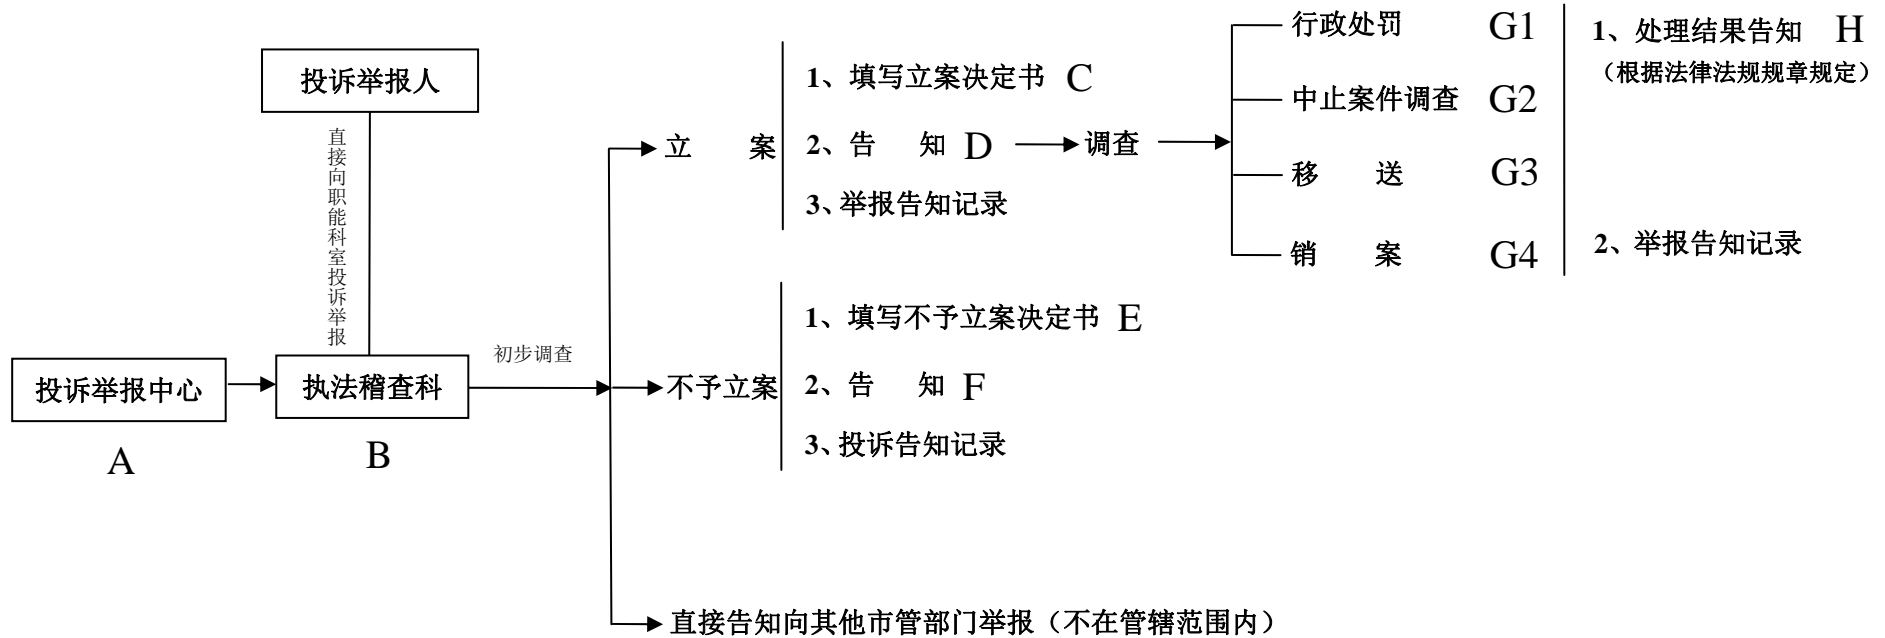 投诉举报人
直接向职能科室投诉举报
投诉举报中心
A
执法稽查科
B
初步调查
立 案
1、填写立案决定书 C
2、告 知 D
3、举报告知记录
调查
行政处罚 G1
中止案件调查 G2
移 送 G3
销 案 G4
1、处理结果告知 H
（根据法律法规规章规定）
2、举报告知记录
不予立案
1、填写不予立案决定书 E
2、告 知 F
3、投诉告知记录
直接告知向其他市管部门举报（不在管辖范围内）